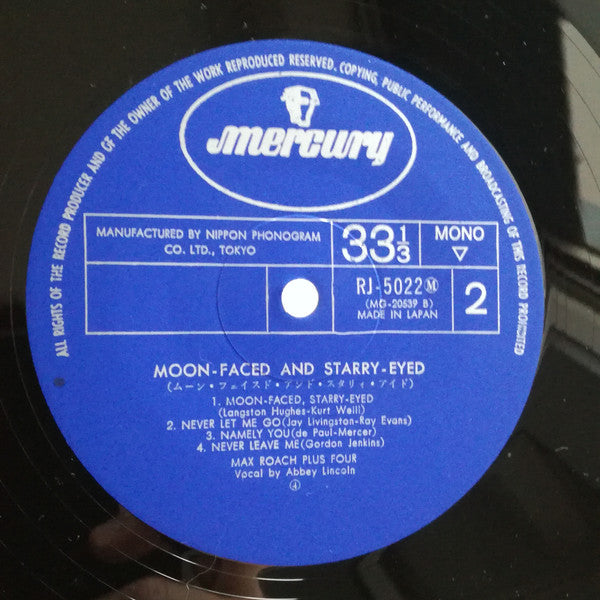 ALL RIGHTS OF THE RECORD PRODUCER AND OF THE OWNER OF THE WORK REPRODUCED RESERVED. COPYING, PUBLIC PERFORMANCE AND BROADCASTING OF THIS RECORD PROHIBITED
mercury
MANUFACTURED BY NIPPON PHONOGRAM
CO. LTD., TOKYO
33 1/3
MONO
▽
RJ-5022Ⓜ
(MG-20539 B)
MADE IN JAPAN
2
MOON-FACED AND STARRY-EYED
(ムーン・フェイスド・アンド・スタリィ・アイド)
1. MOON-FACED, STARRY-EYED
(Langston Hughes-Kurt Weill)
2. NEVER LET ME GO(Jay Livingston-Ray Evans)
3. NAMELY YOU(de Paul-Mercer)
4. NEVER LEAVE ME(Gordon Jenkins)
MAX ROACH PLUS FOUR
Vocal by Abbey Lincoln